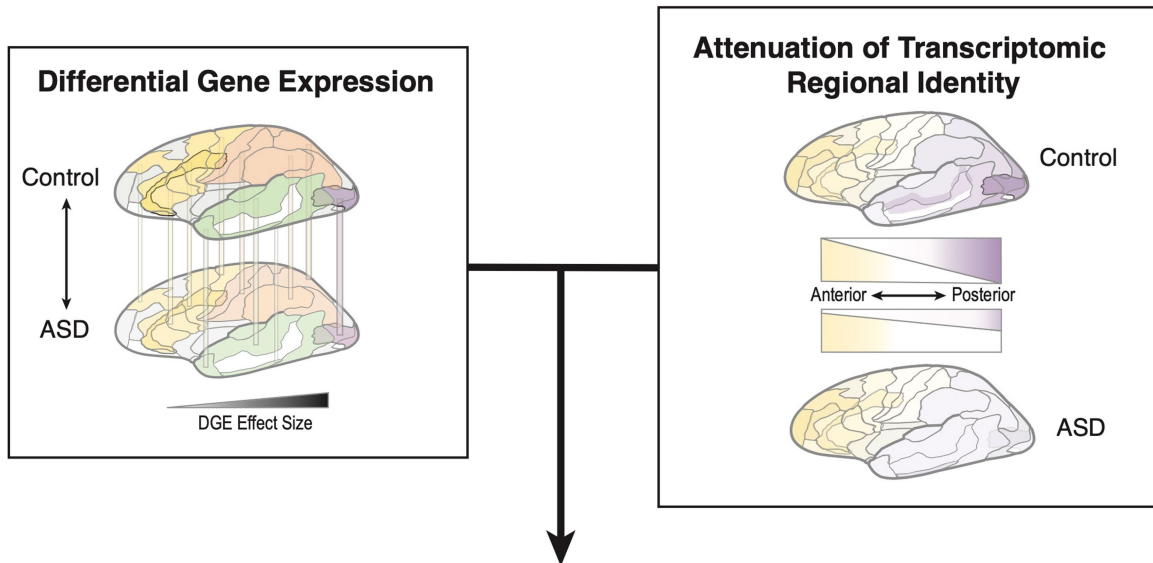 Differential Gene Expression
Control
ASD
DGE Effect Size
Attenuation of Transcriptomic
Regional Identity
Control
Anterior
Posterior
ASD